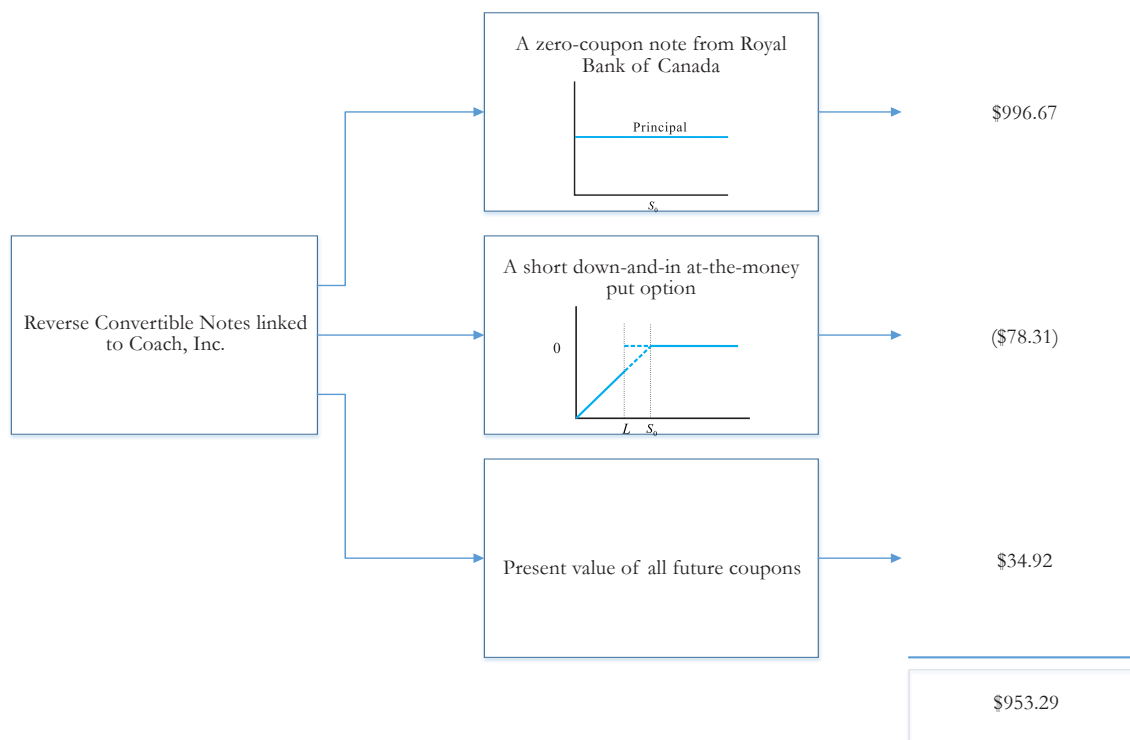 A zero-coupon note from Royal
Bank of Canada
Principal
S₀
$996.67
Reverse Convertible Notes linked
to Coach, Inc.
A short down-and-in at-the-money
put option
0
L S₀
($78.31)
Present value of all future coupons
$34.92
$953.29